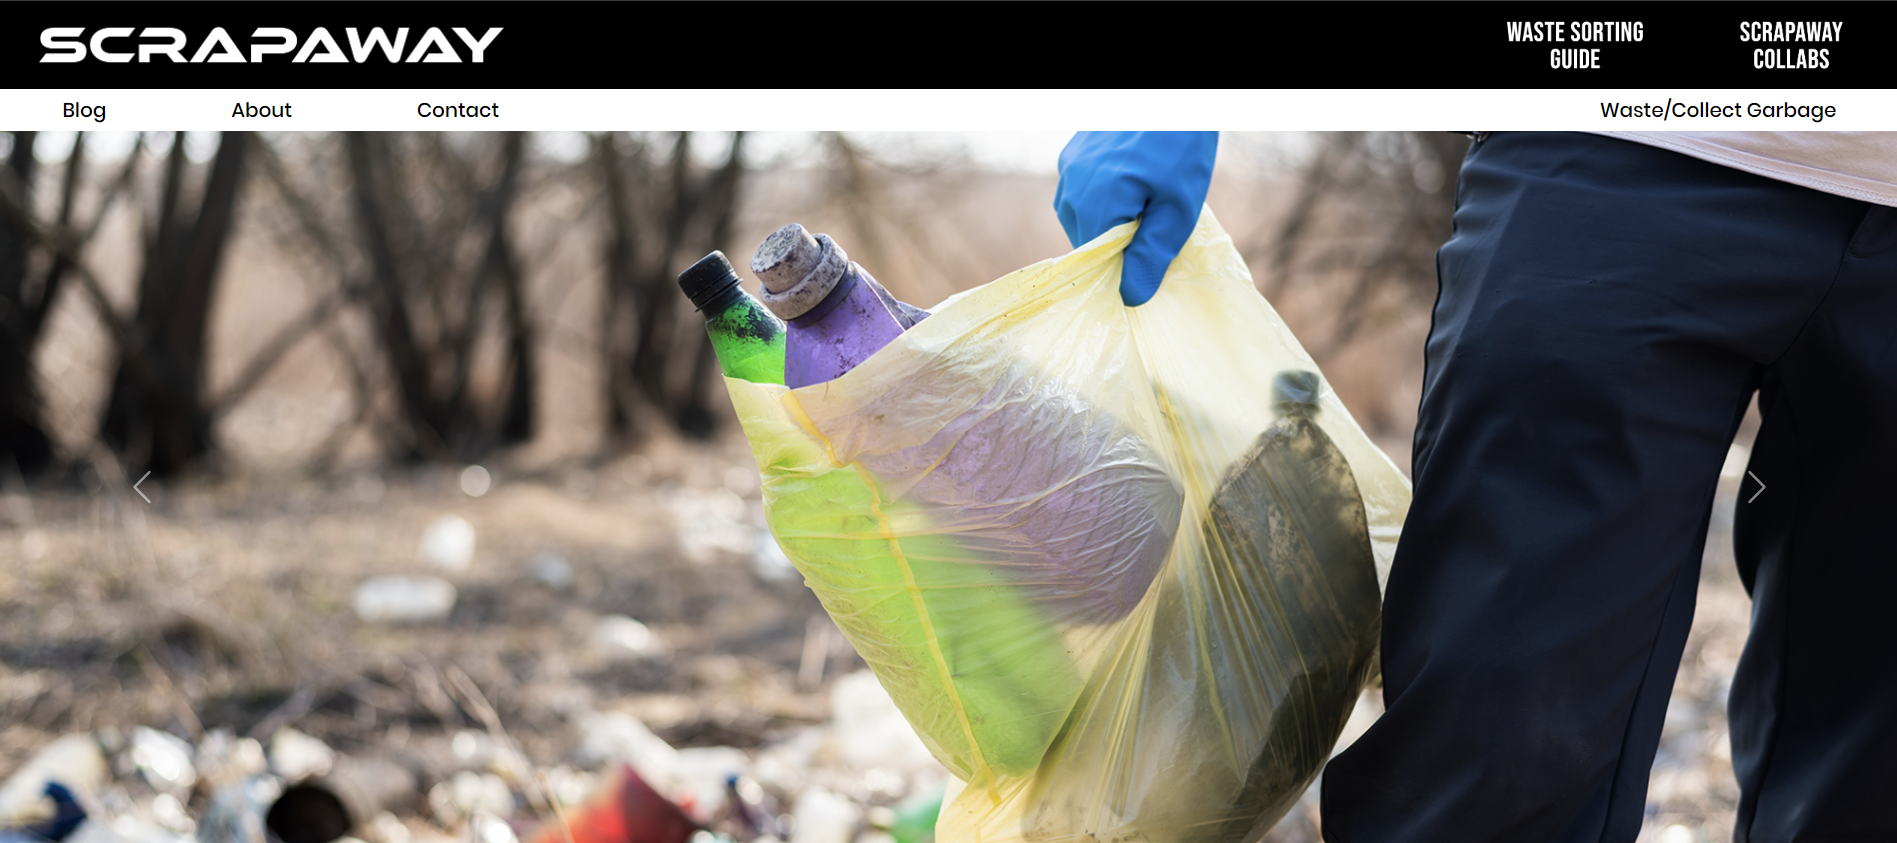 SCRAPAWAY
WASTE SORTING
GUIDE
SCRAPAWAY
COLLABS
Blog
About
Contact
Waste/Collect Garbage